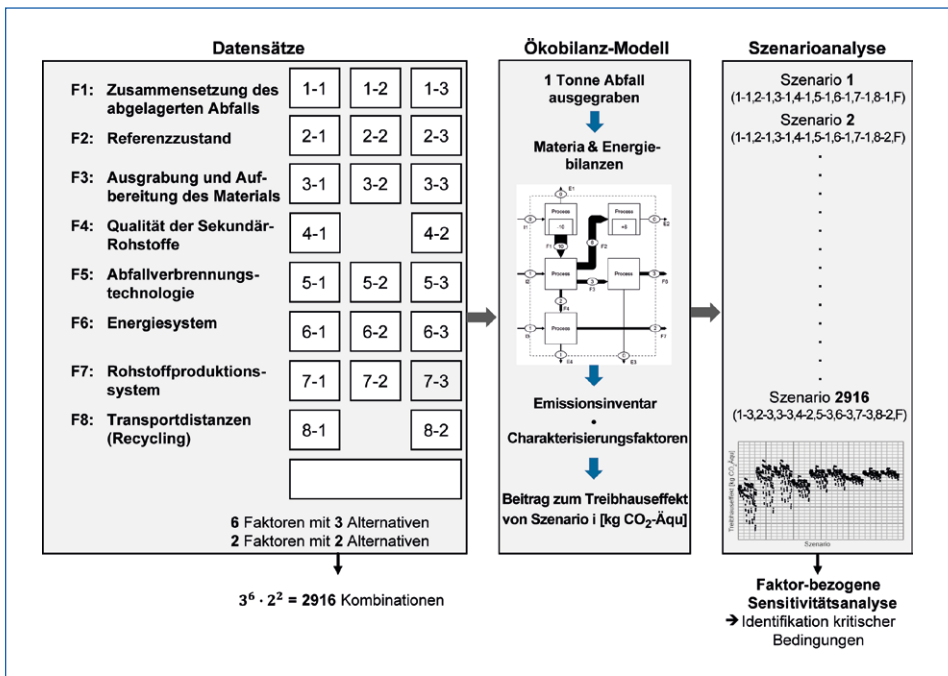 Datensätze
F1: Zusammensetzung des
abgelagerten Abfalls
1-1 1-2 1-3
F2: Referenzzustand
2-1 2-2 2-3
F3: Ausgrabung und Auf-
bereitung des Materials
3-1 3-2 3-3
F4: Qualität der Sekundär-
Rohstoffe
4-1 4-2
F5: Abfallverbrennungs-
technologie
5-1 5-2 5-3
F6: Energiesystem
6-1 6-2 6-3
F7: Rohstoffproduktions-
system
7-1 7-2 7-3
F8: Transportdistanzen
(Recycling)
8-1 8-2
6 Faktoren mit 3 Alternativen
2 Faktoren mit 2 Alternativen
3⁶ · 2² = 2916 Kombinationen
Ökobilanz-Modell
1 Tonne Abfall
ausgegraben
Materia & Energie-
bilanzen
Process
Process
Process
Process
Process
Emissionsinventar
•
Charakterisierungsfaktoren
Beitrag zum Treibhauseffekt
von Szenario i [kg CO₂-Äqu]
Szenarioanalyse
Szenario 1
(1-1,2-1,3-1,4-1,5-1,6-1,7-1,8-1,F)
Szenario 2
(1-1,2-1,3-1,4-1,5-1,6-1,7-1,8-2,F)
Szenario 2916
(1-3,2-3,3-3,4-2,5-3,6-3,7-3,8-2,F)
Treibhauseffekt [kg CO₂Äqu]
Szenario
Faktor-bezogene
Sensitivitätsanalyse
➔ Identifikation kritischer
Bedingungen